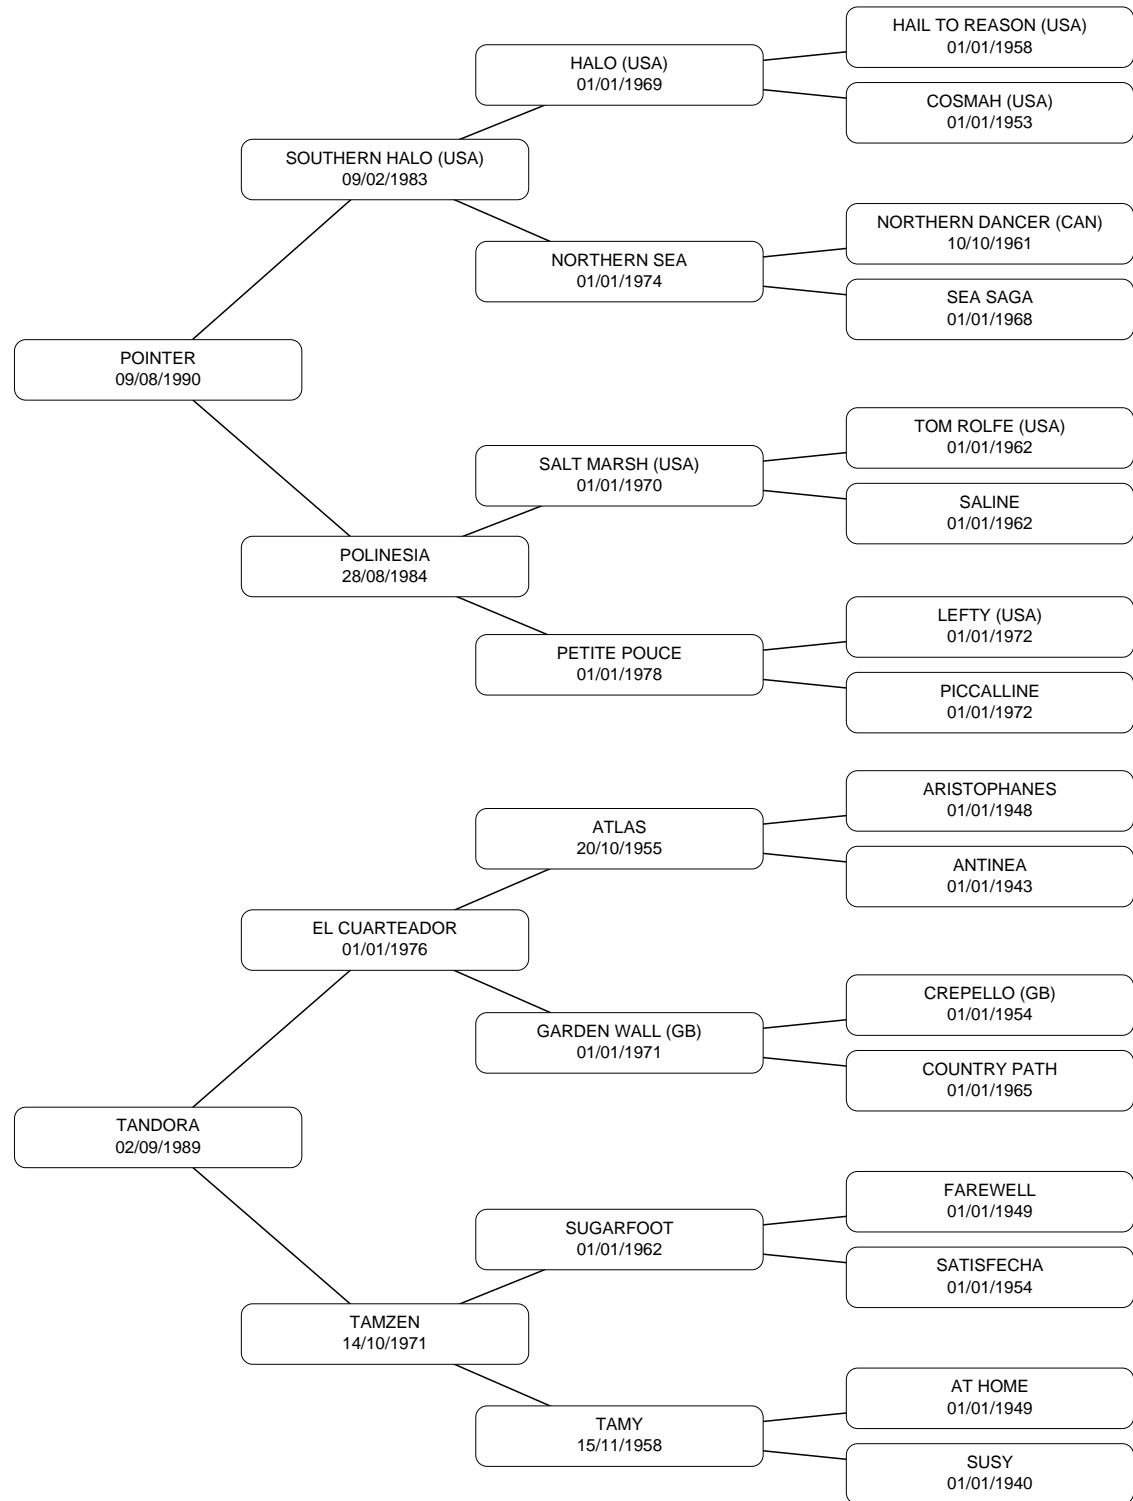 HAIL TO REASON (USA)
01/01/1958
HALO (USA)
01/01/1969
COSMAH (USA)
01/01/1953
SOUTHERN HALO (USA)
09/02/1983
NORTHERN DANCER (CAN)
10/10/1961
NORTHERN SEA
01/01/1974
SEA SAGA
01/01/1968
POINTER
09/08/1990
TOM ROLFE (USA)
01/01/1962
SALT MARSH (USA)
01/01/1970
SALINE
01/01/1962
POLINESIA
28/08/1984
LEFTY (USA)
01/01/1972
PETITE POUCE
01/01/1978
PICCALLINE
01/01/1972
ARISTOPHANES
01/01/1948
ATLAS
20/10/1955
ANTINEA
01/01/1943
EL CUARTEADOR
01/01/1976
CREPELLO (GB)
01/01/1954
GARDEN WALL (GB)
01/01/1971
COUNTRY PATH
01/01/1965
TANDORA
02/09/1989
FAREWELL
01/01/1949
SUGARFOOT
01/01/1962
SATISFECHA
01/01/1954
TAMZEN
14/10/1971
AT HOME
01/01/1949
TAMY
15/11/1958
SUSY
01/01/1940